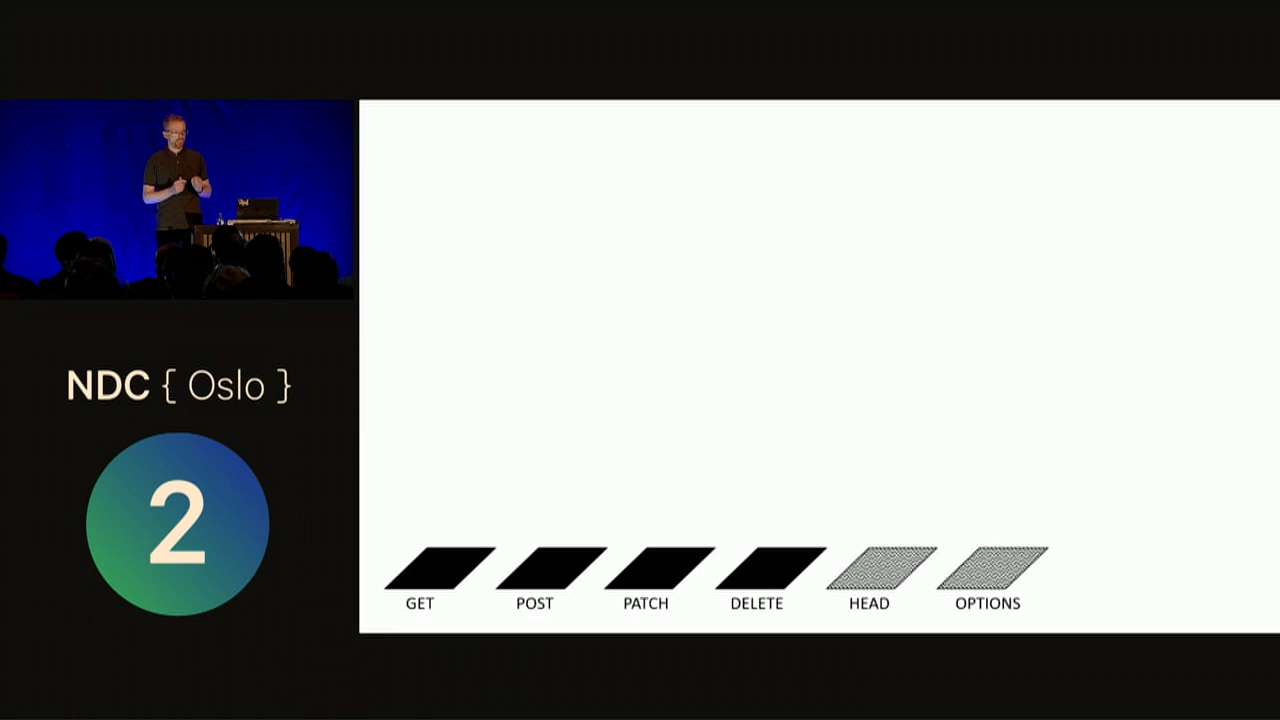 NDC { Oslo }
2
GET POST PATCH DELETE HEAD OPTIONS